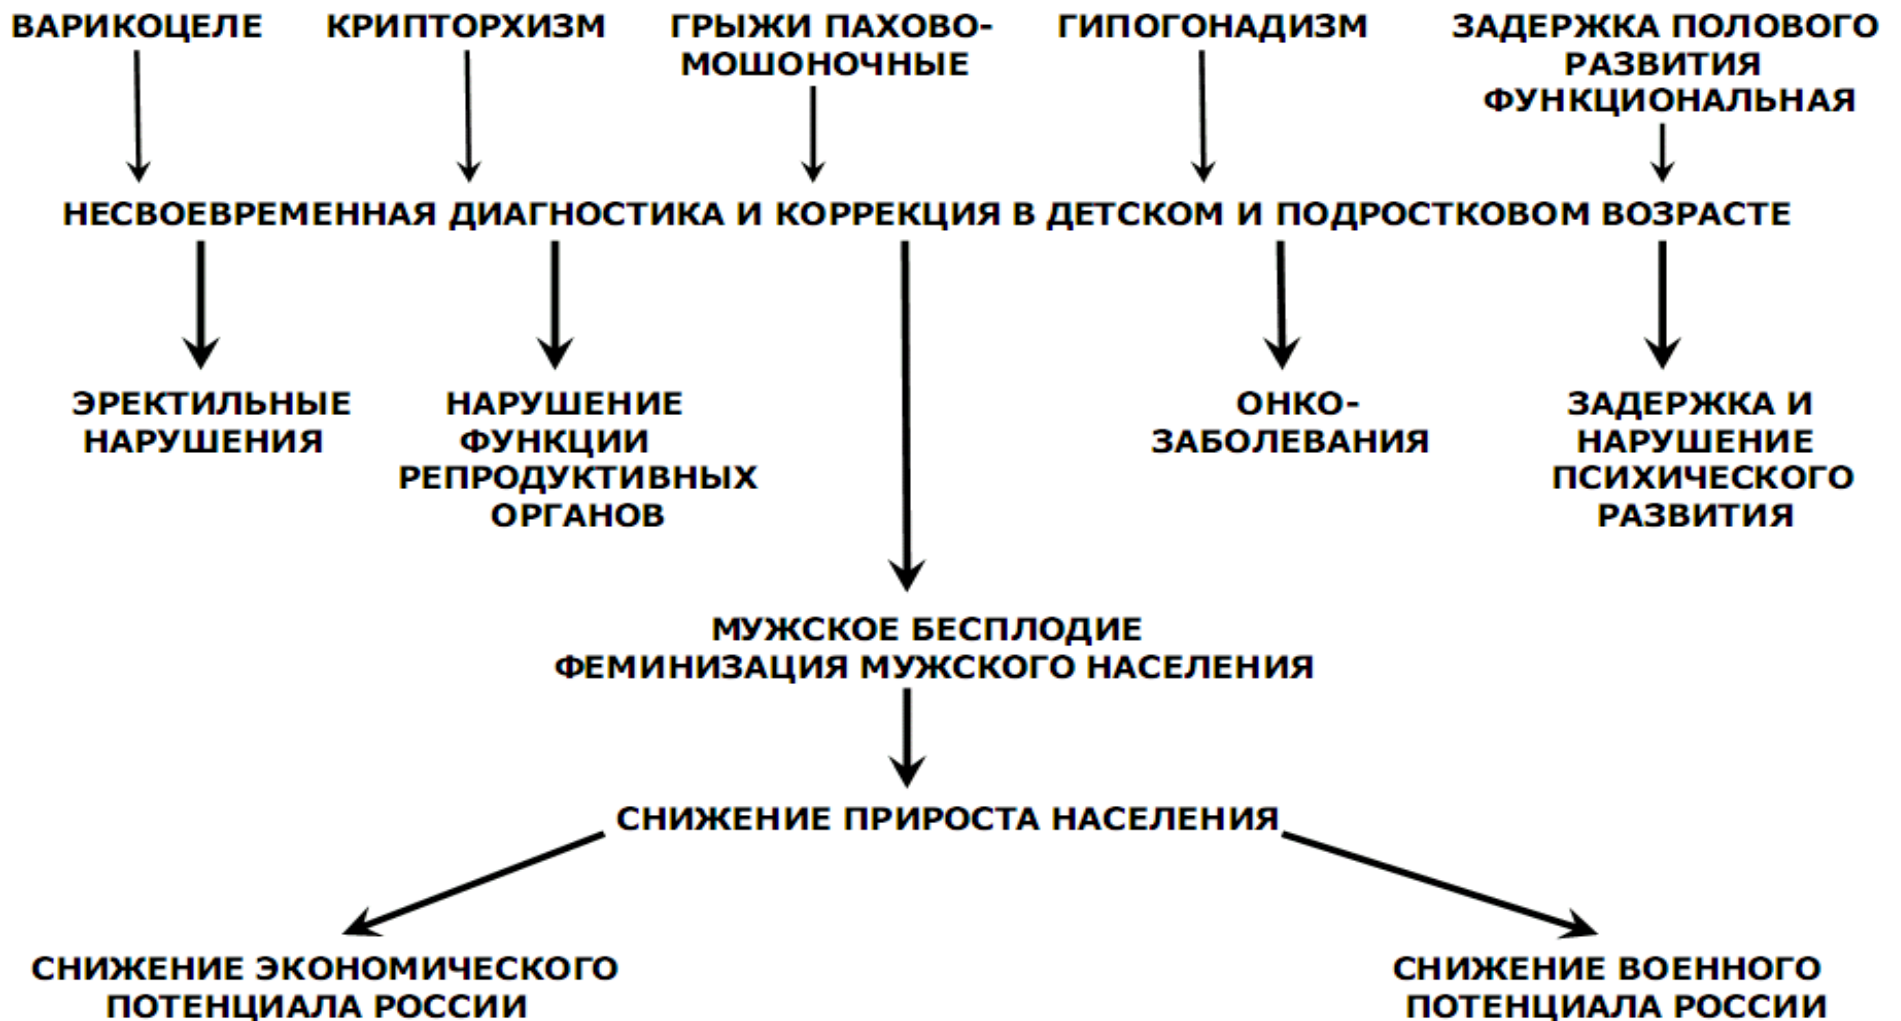 ВАРИКОЦЕЛЕ
КРИПТОРХИЗМ
ГРЫЖИ ПАХОВО-
МОШОНОЧНЫЕ
ГИПОГОНАДИЗМ
ЗАДЕРЖКА ПОЛОВОГО
РАЗВИТИЯ
ФУНКЦИОНАЛЬНАЯ
НЕСВОЕВРЕМЕННАЯ ДИАГНОСТИКА И КОРРЕКЦИЯ В ДЕТСКОМ И ПОДРОСТКОВОМ ВОЗРАСТЕ
ЭРЕКТИЛЬНЫЕ
НАРУШЕНИЯ
НАРУШЕНИЕ
ФУНКЦИИ
РЕПРОДУКТИВНЫХ
ОРГАНОВ
ОНКО-
ЗАБОЛЕВАНИЯ
ЗАДЕРЖКА И
НАРУШЕНИЕ
ПСИХИЧЕСКОГО
РАЗВИТИЯ
МУЖСКОЕ БЕСПЛОДИЕ
ФЕМИНИЗАЦИЯ МУЖСКОГО НАСЕЛЕНИЯ
СНИЖЕНИЕ ПРИРОСТА НАСЕЛЕНИЯ
СНИЖЕНИЕ ЭКОНОМИЧЕСКОГО
ПОТЕНЦИАЛА РОССИИ
СНИЖЕНИЕ ВОЕННОГО
ПОТЕНЦИАЛА РОССИИ